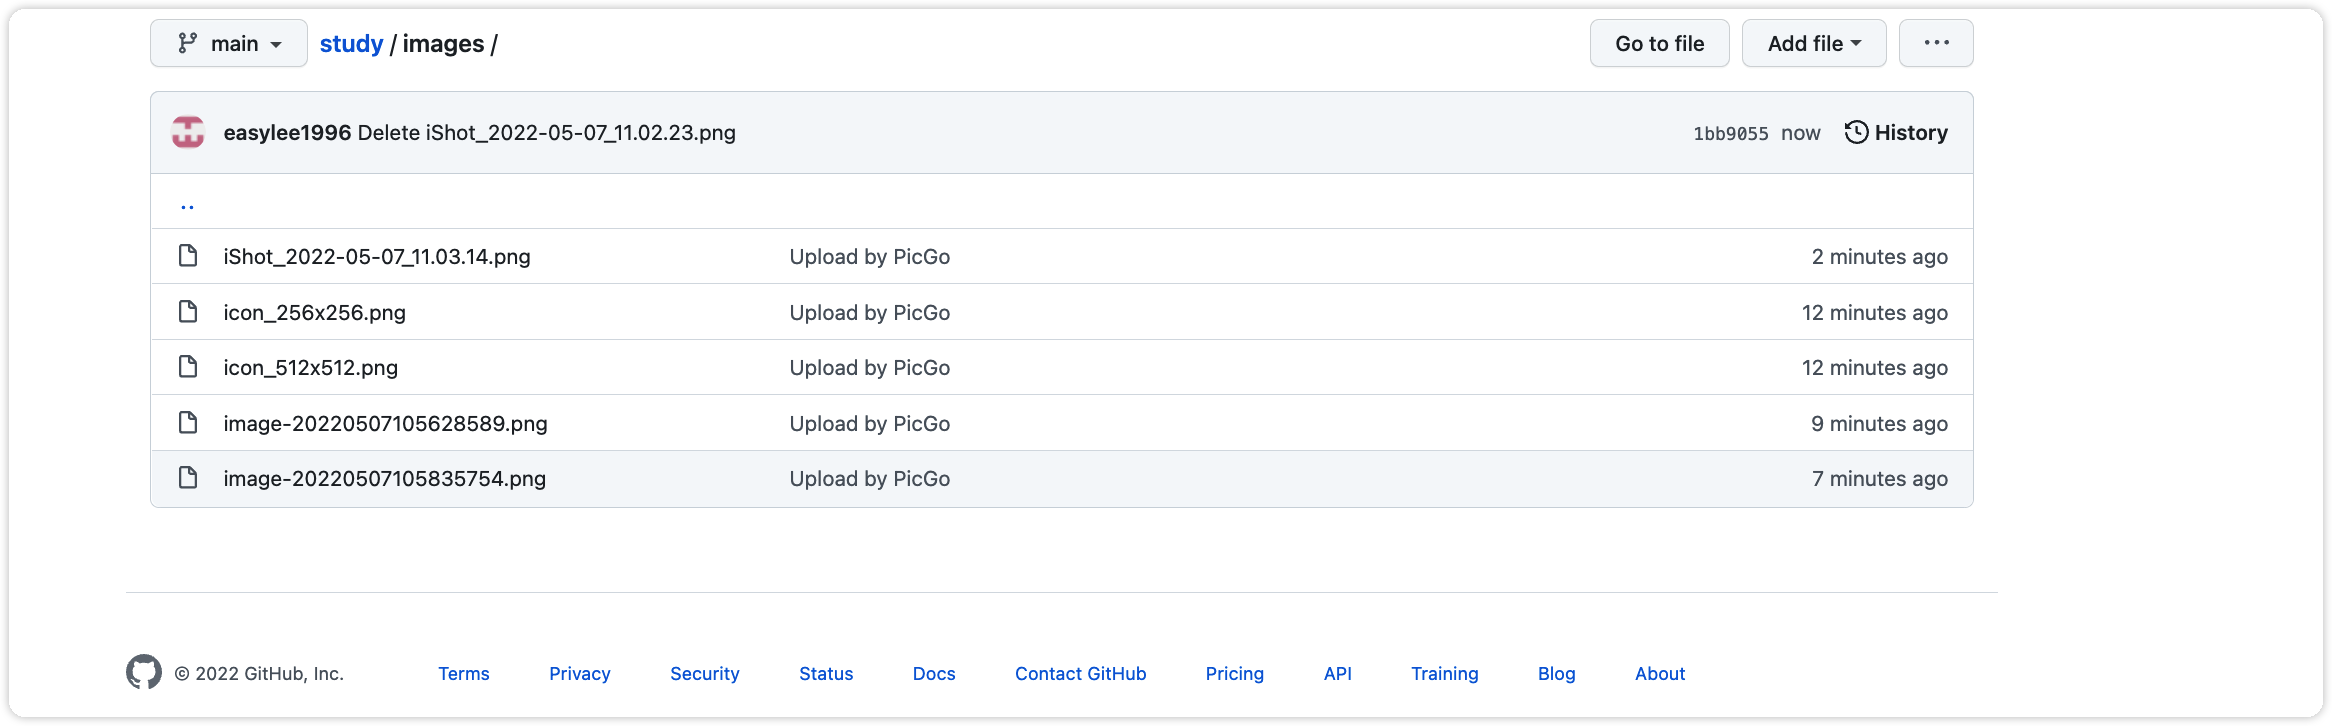 main study / images / Go to file Add file ...
easylee1996 Delete iShot_2022-05-07_11.02.23.png 1bb9055 now History
..
iShot_2022-05-07_11.03.14.png Upload by PicGo 2 minutes ago
icon_256x256.png Upload by PicGo 12 minutes ago
icon_512x512.png Upload by PicGo 12 minutes ago
image-20220507105628589.png Upload by PicGo 9 minutes ago
image-20220507105835754.png Upload by PicGo 7 minutes ago
© 2022 GitHub, Inc. Terms Privacy Security Status Docs Contact GitHub Pricing API Training Blog About